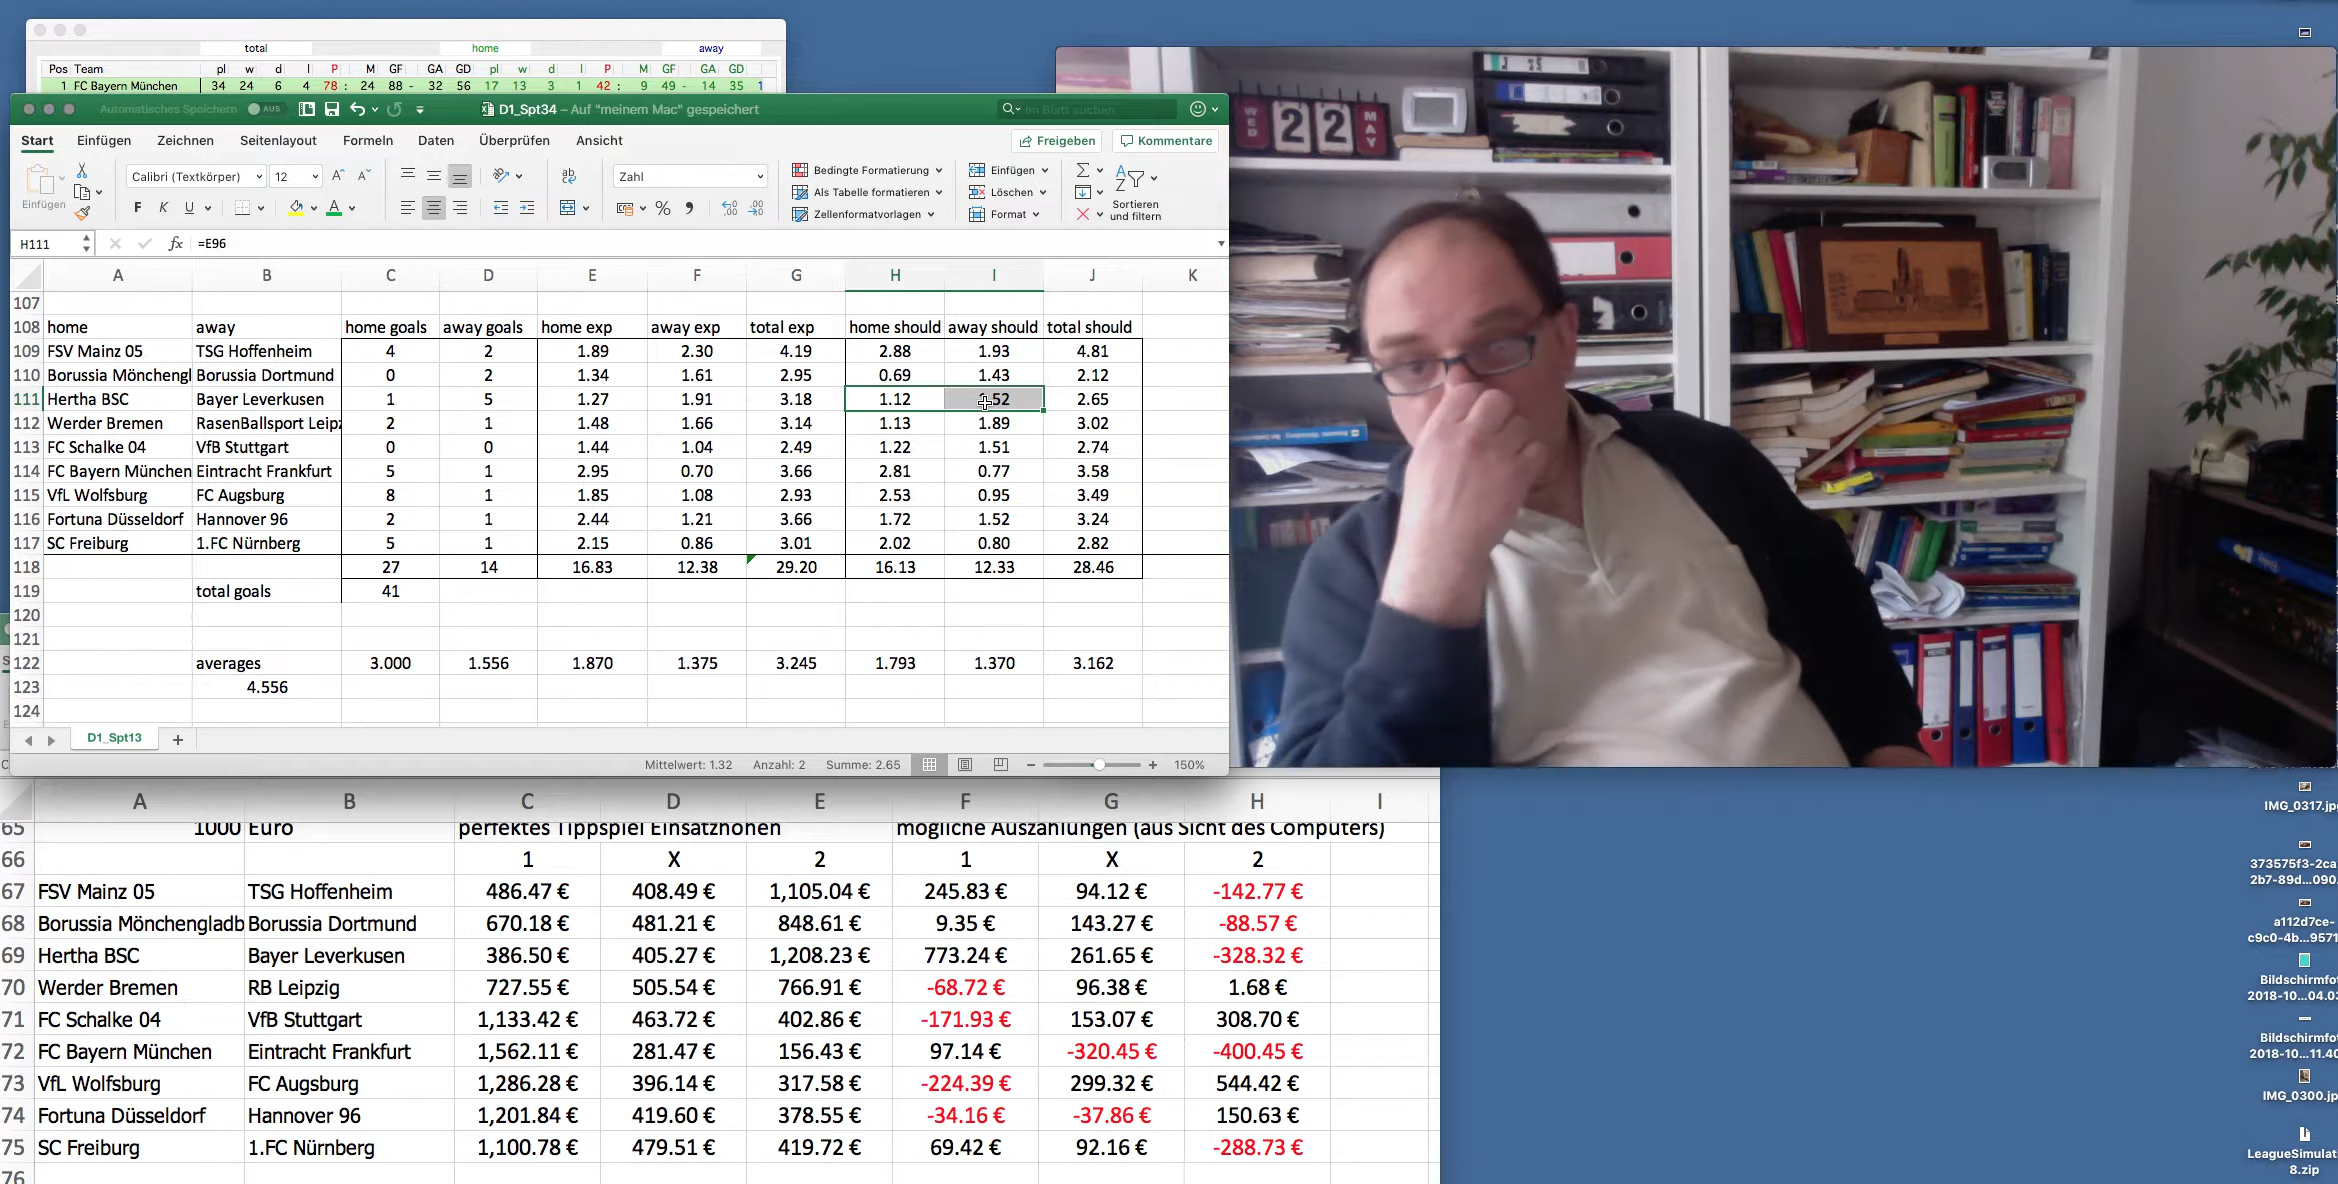 total home away
Pos Team pl w d l P M GF GA GD pl w d l P M GF GA GD
1 FC Bayern München 34 24 6 4 78 : 24 88 - 32 56 17 13 3 1 42 : 9 49 - 14 35 1
Automatisches Speichern AUS D1_Spt34 – Auf "meinem Mac" gespeichert Im Blatt suchen
Start Einfügen Zeichnen Seitenlayout Formeln Daten Überprüfen Ansicht Freigeben Kommentare
Einfügen
Calibri (Textkörper) 12
F K U
Zahl
Bedingte Formatierung
Als Tabelle formatieren
Zellenformatvorlagen
Einfügen
Löschen
Format
Sortieren und filtern
H111 fx =E96
A B C D E F G H I J K
107
108 home away home goals away goals home exp away exp total exp home should away should total should
109 FSV Mainz 05 TSG Hoffenheim 4 2 1.89 2.30 4.19 2.88 1.93 4.81
110 Borussia Möncheng Borussia Dortmund 0 2 1.34 1.61 2.95 0.69 1.43 2.12
111 Hertha BSC Bayer Leverkusen 1 5 1.27 1.91 3.18 1.12 1.52 2.65
112 Werder Bremen RasenBallsport Leipz 2 1 1.48 1.66 3.14 1.13 1.89 3.02
113 FC Schalke 04 VfB Stuttgart 0 0 1.44 1.04 2.49 1.22 1.51 2.74
114 FC Bayern München Eintracht Frankfurt 5 1 2.95 0.70 3.66 2.81 0.77 3.58
115 VfL Wolfsburg FC Augsburg 8 1 1.85 1.08 2.93 2.53 0.95 3.49
116 Fortuna Düsseldorf Hannover 96 2 1 2.44 1.21 3.66 1.72 1.52 3.24
117 SC Freiburg 1.FC Nürnberg 5 1 2.15 0.86 3.01 2.02 0.80 2.82
118 27 14 16.83 12.38 29.20 16.13 12.33 28.46
119 total goals 41
120
121
122 averages 3.000 1.556 1.870 1.375 3.245 1.793 1.370 3.162
123 4.556
124
D1_Spt13
Mittelwert: 1.32 Anzahl: 2 Summe: 2.65 150%
A B C D E F G H I
65 1000 Euro perfektes Tippspiel Einsatzhöhen mögliche Auszahlungen (aus Sicht des Computers)
66 1 X 2 1 X 2
67 FSV Mainz 05 TSG Hoffenheim 486.47 € 408.49 € 1,105.04 € 245.83 € 94.12 € -142.77 €
68 Borussia Mönchengladb Borussia Dortmund 670.18 € 481.21 € 848.61 € 9.35 € 143.27 € -88.57 €
69 Hertha BSC Bayer Leverkusen 386.50 € 405.27 € 1,208.23 € 773.24 € 261.65 € -328.32 €
70 Werder Bremen RB Leipzig 727.55 € 505.54 € 766.91 € -68.72 € 96.38 € 1.68 €
71 FC Schalke 04 VfB Stuttgart 1,133.42 € 463.72 € 402.86 € -171.93 € 153.07 € 308.70 €
72 FC Bayern München Eintracht Frankfurt 1,562.11 € 281.47 € 156.43 € 97.14 € -320.45 € -400.45 €
73 VfL Wolfsburg FC Augsburg 1,286.28 € 396.14 € 317.58 € -224.39 € 299.32 € 544.42 €
74 Fortuna Düsseldorf Hannover 96 1,201.84 € 419.60 € 378.55 € -34.16 € -37.86 € 150.63 €
75 SC Freiburg 1.FC Nürnberg 1,100.78 € 479.51 € 419.72 € 69.42 € 92.16 € -288.73 €
76
WED 22 MAY
IMG_0317.jp
373575f3-2ca
2b7-89d...090.
a112d7ce-
c9c0-4b...9571
Bildschirmfo
2018-10...04.0
Bildschirmfo
2018-10...11.40
IMG_0300.jp
LeagueSimulat
8.zip